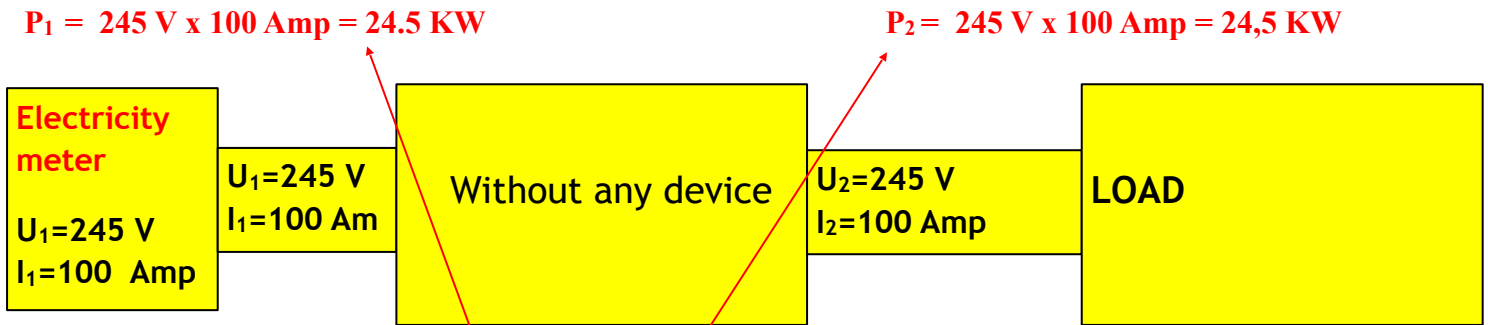 P₁ = 245 V x 100 Amp = 24.5 KW
P₂ = 245 V x 100 Amp = 24,5 KW
Electricity
meter
U₁=245 V
I₁=100 Amp
U₁=245 V
I₁=100 Am
Without any device
U₂=245 V
I₂=100 Amp
LOAD